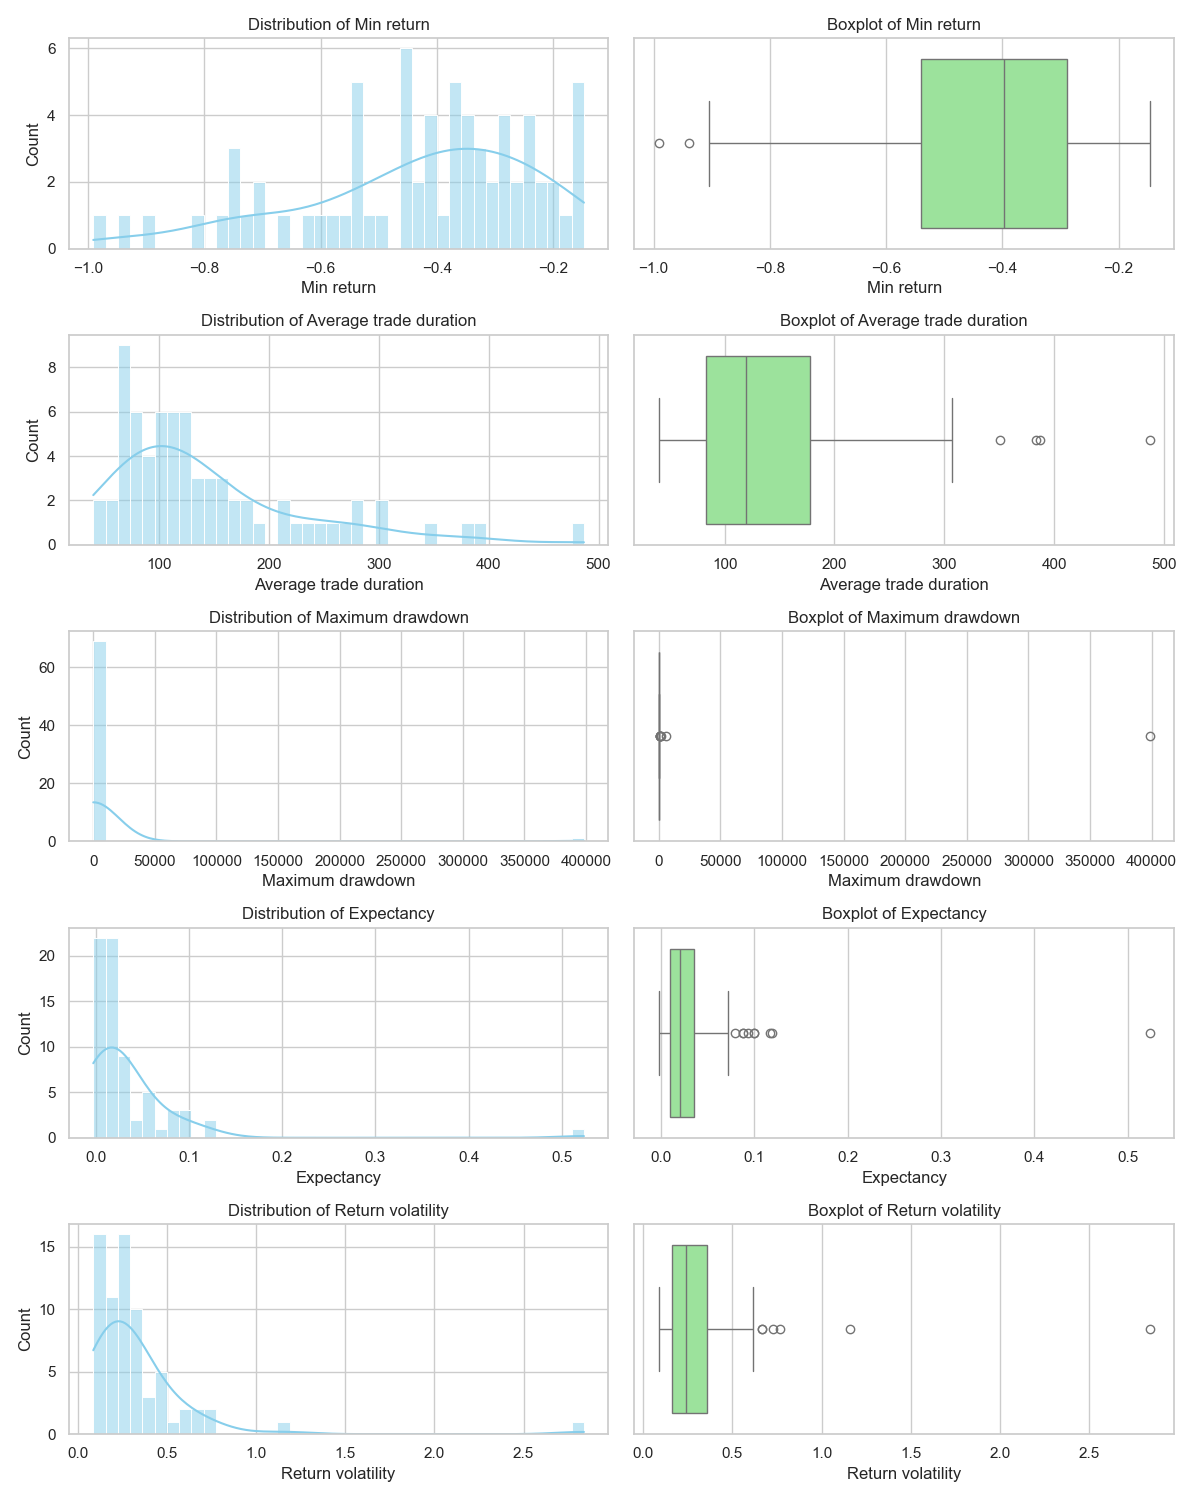 Distribution of Min return
Boxplot of Min return
6
4
2
0
Count
−1.0 −0.8 −0.6 −0.4 −0.2
Min return
−1.0 −0.8 −0.6 −0.4 −0.2
Min return
Distribution of Average trade duration
Boxplot of Average trade duration
8
6
4
2
0
Count
100 200 300 400 500
Average trade duration
100 200 300 400 500
Average trade duration
Distribution of Maximum drawdown
Boxplot of Maximum drawdown
60
40
20
0
Count
0 50000 100000 150000 200000 250000 300000 350000 400000
Maximum drawdown
0 50000 100000 150000 200000 250000 300000 350000 400000
Maximum drawdown
Distribution of Expectancy
Boxplot of Expectancy
20
15
10
5
0
Count
0.0 0.1 0.2 0.3 0.4 0.5
Expectancy
0.0 0.1 0.2 0.3 0.4 0.5
Expectancy
Distribution of Return volatility
Boxplot of Return volatility
15
10
5
0
Count
0.0 0.5 1.0 1.5 2.0 2.5
Return volatility
0.0 0.5 1.0 1.5 2.0 2.5
Return volatility